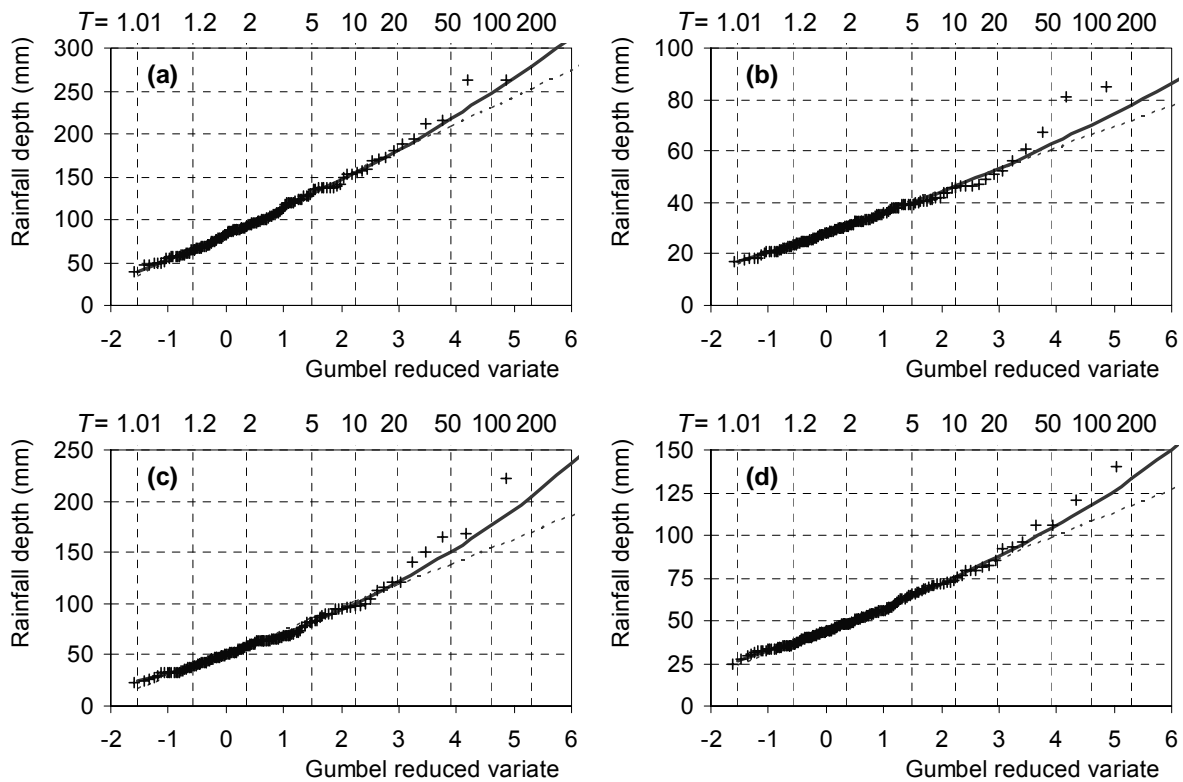 T = 1.01 1.2 2 5 10 20 50 100 200
300
250
200
150
100
50
0
Rainfall depth (mm)
(a)
-2 -1 0 1 2 3 4 5 6
Gumbel reduced variate
T = 1.01 1.2 2 5 10 20 50 100 200
100
80
60
40
20
0
Rainfall depth (mm)
(b)
-2 -1 0 1 2 3 4 5 6
Gumbel reduced variate
T = 1.01 1.2 2 5 10 20 50 100 200
250
200
150
100
50
0
Rainfall depth (mm)
(c)
-2 -1 0 1 2 3 4 5 6
Gumbel reduced variate
T = 1.01 1.2 2 5 10 20 50 100 200
150
125
100
75
50
25
0
Rainfall depth (mm)
(d)
-2 -1 0 1 2 3 4 5 6
Gumbel reduced variate